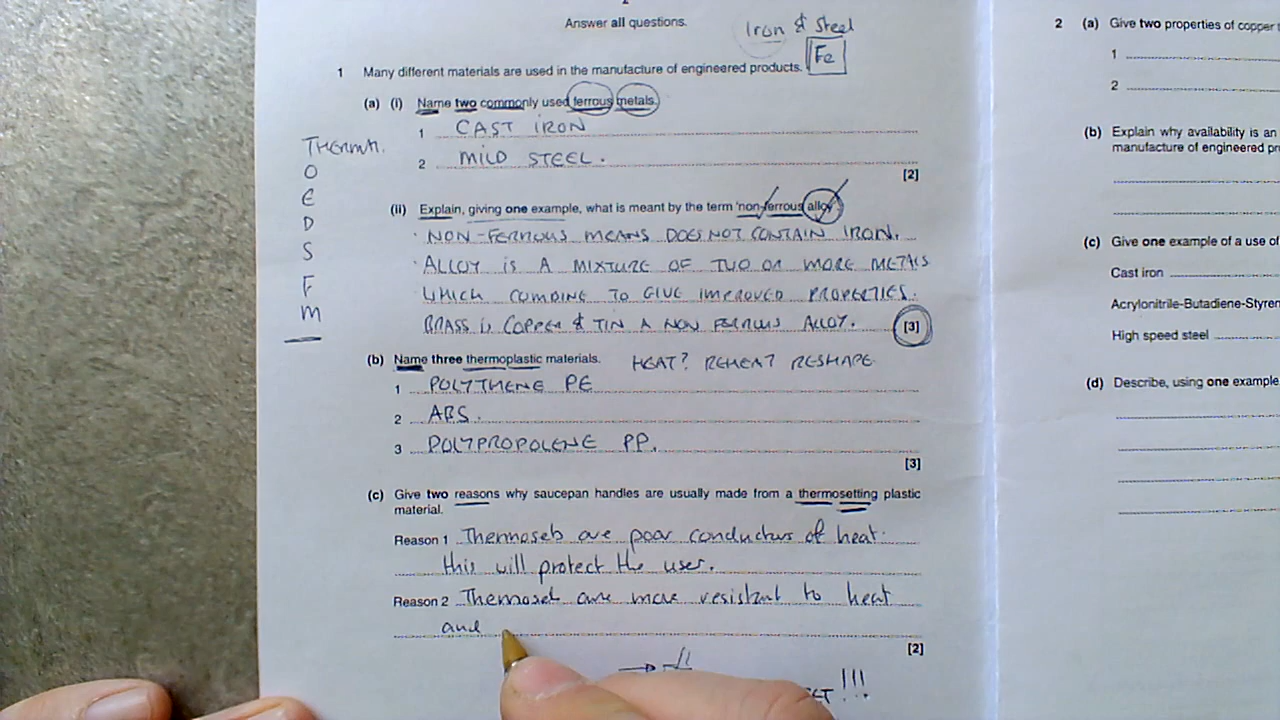 Answer all questions.
Iron & Steel
Fe
1 Many different materials are used in the manufacture of engineered products.
(a) (i) Name two commonly used ferrous metals.
1 CAST IRON
2 MILD STEEL.
[2]
THERMM.
O
E
D
S
F
M
(ii) Explain, giving one example, what is meant by the term 'non-ferrous alloy'.
· NON-FERROUS MEANS DOES NOT CONTAIN IRON.
· ALLOY IS A MIXTURE OF TWO OR MORE METALS
WHICH COMBINE TO GIVE IMPROVED PROPERTIES.
BRASS IS COPPER & TIN A NON FERROUS ALLOY.
[3]
(b) Name three thermoplastic materials.
HEAT? REHEAT RESHAPE
1 POLYTHENE PE
2 ABS.
3 POLYPROPOLENE PP.
[3]
(c) Give two reasons why saucepan handles are usually made from a thermosetting plastic
material.
Reason 1 Thermosets are poor conductors of heat.
this will protect the user.
Reason 2 Themoset are more resistant to heat
and
[2]
!!!
2 (a) Give two properties of copper
1
2
(b) Explain why availability is an
manufacture of engineered
(c) Give one example of a use of
Cast iron
Acrylonitrile-Butadiene-Styren
High speed steel
(d) Describe, using one example